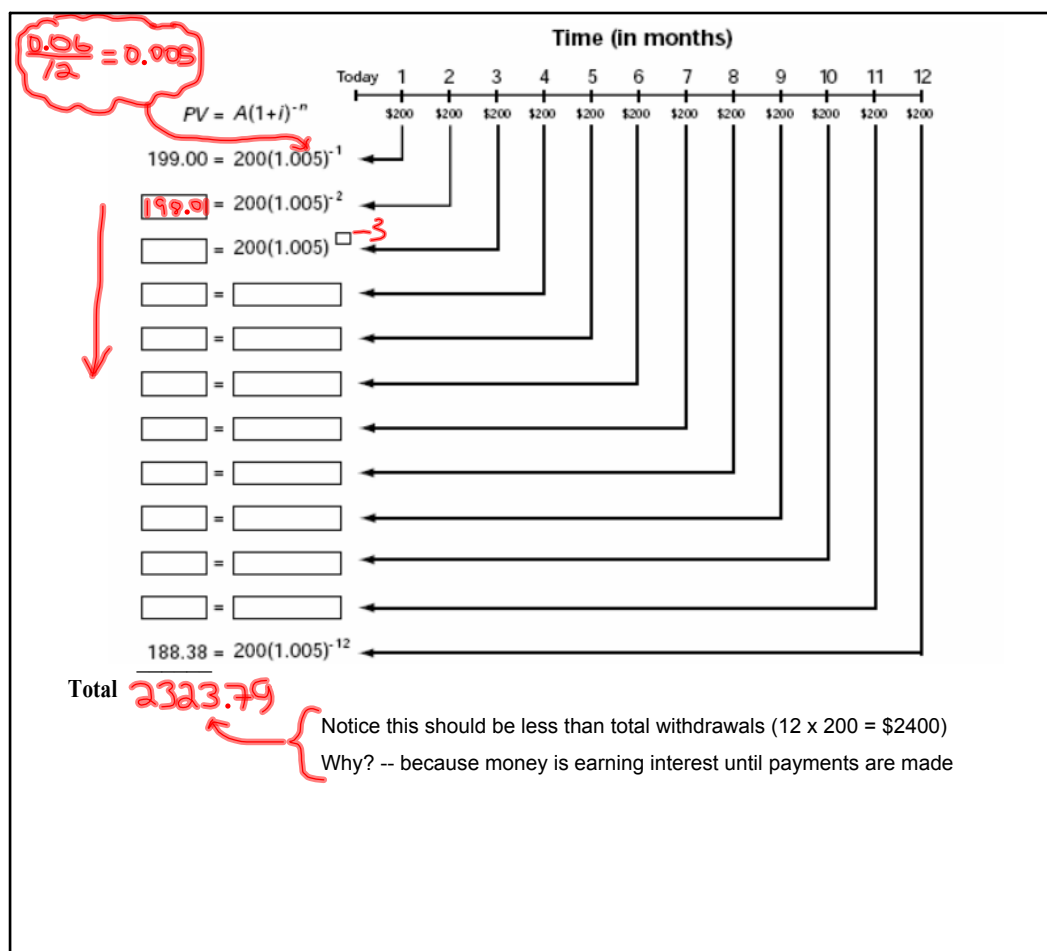 0.06/12 = 0.005
Time (in months)
Today 1 2 3 4 5 6 7 8 9 10 11 12
PV = A(1+i)⁻ⁿ
$200 $200 $200 $200 $200 $200 $200 $200 $200 $200 $200 $200
199.00 = 200(1.005)⁻¹
198.01 = 200(1.005)⁻²
= 200(1.005) -3
=
=
=
=
=
=
=
=
188.38 = 200(1.005)⁻¹²
Total 2323.79
Notice this should be less than total withdrawals (12 x 200 = $2400)
Why? -- because money is earning interest until payments are made